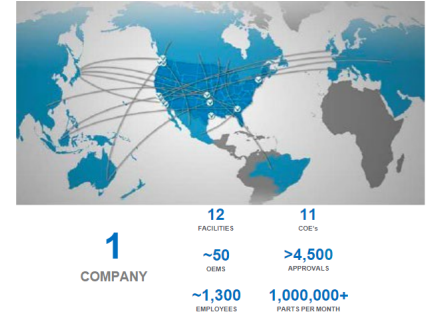 1
COMPANY
12
FACILITIES
11
COE's
~50
OEMS
>4,500
APPROVALS
~1,300
EMPLOYEES
1,000,000+
PARTS PER MONTH